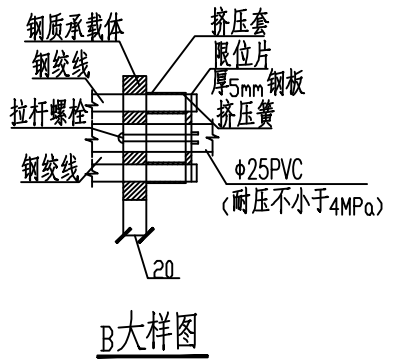 钢质承载体
挤压套
限位片
钢绞线
厚5mm钢板
拉杆螺栓
挤压簧
钢绞线
ϕ25PVC
(耐压不小于4MPa)
20
B大样图